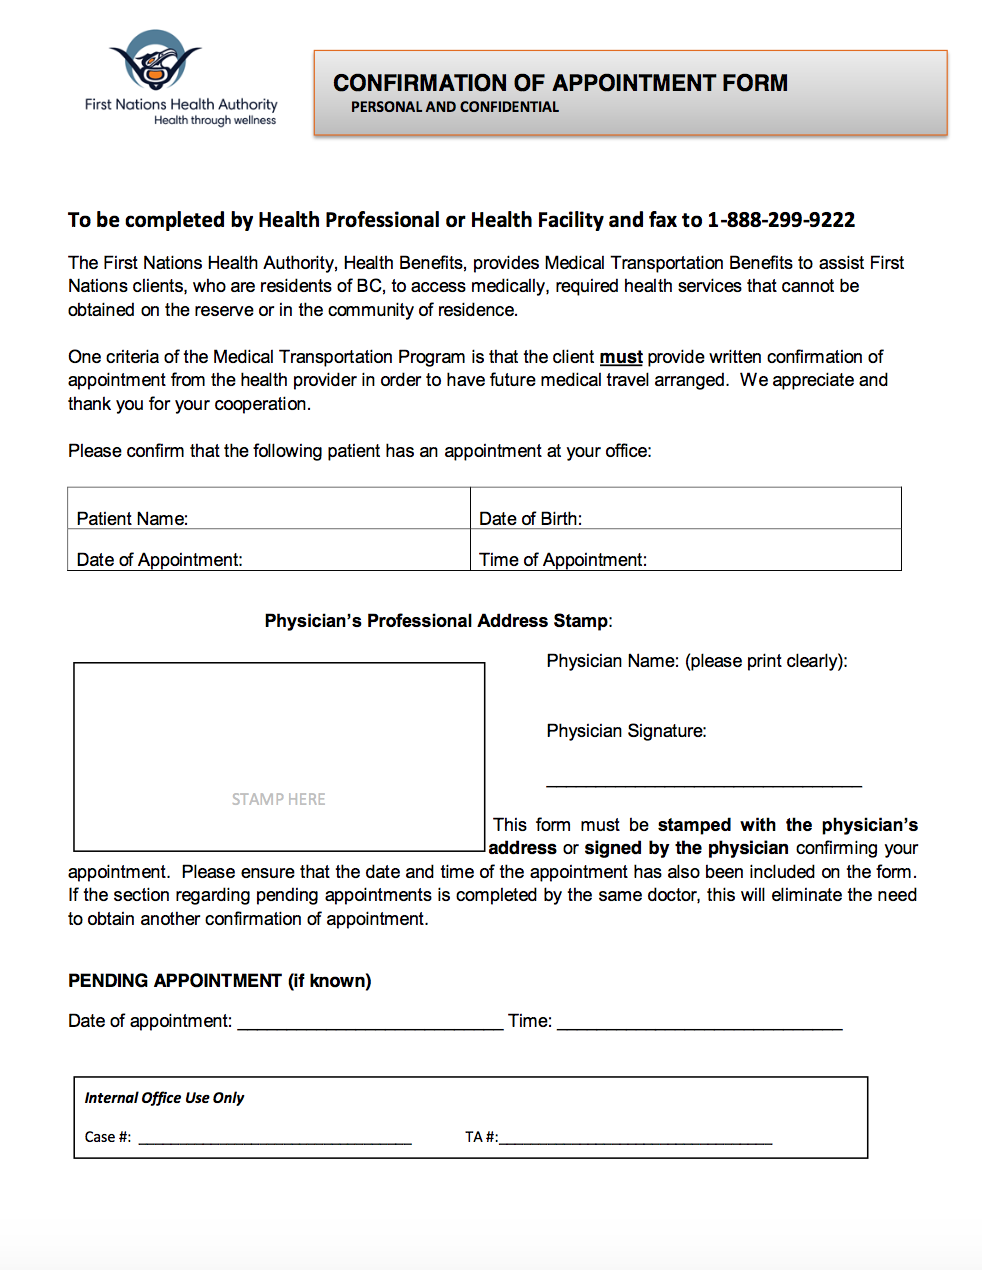 First Nations Health Authority
Health through wellness
CONFIRMATION OF APPOINTMENT FORM
PERSONAL AND CONFIDENTIAL
To be completed by Health Professional or Health Facility and fax to 1-888-299-9222
The First Nations Health Authority, Health Benefits, provides Medical Transportation Benefits to assist First
Nations clients, who are residents of BC, to access medically, required health services that cannot be
obtained on the reserve or in the community of residence.
One criteria of the Medical Transportation Program is that the client must provide written confirmation of
appointment from the health provider in order to have future medical travel arranged.  We appreciate and
thank you for your cooperation.
Please confirm that the following patient has an appointment at your office:
Patient Name:
Date of Birth:
Date of Appointment:
Time of Appointment:
Physician's Professional Address Stamp:
Physician Name: (please print clearly):
Physician Signature:
STAMP HERE
This form must be stamped with the physician's
address or signed by the physician confirming your
appointment.  Please ensure that the date and time of the appointment has also been included on the form.
If the section regarding pending appointments is completed by the same doctor, this will eliminate the need
to obtain another confirmation of appointment.
PENDING APPOINTMENT (if known)
Date of appointment: ___________________________ Time: _____________________________
Internal Office Use Only
Case #: __________________________________ TA #:__________________________________